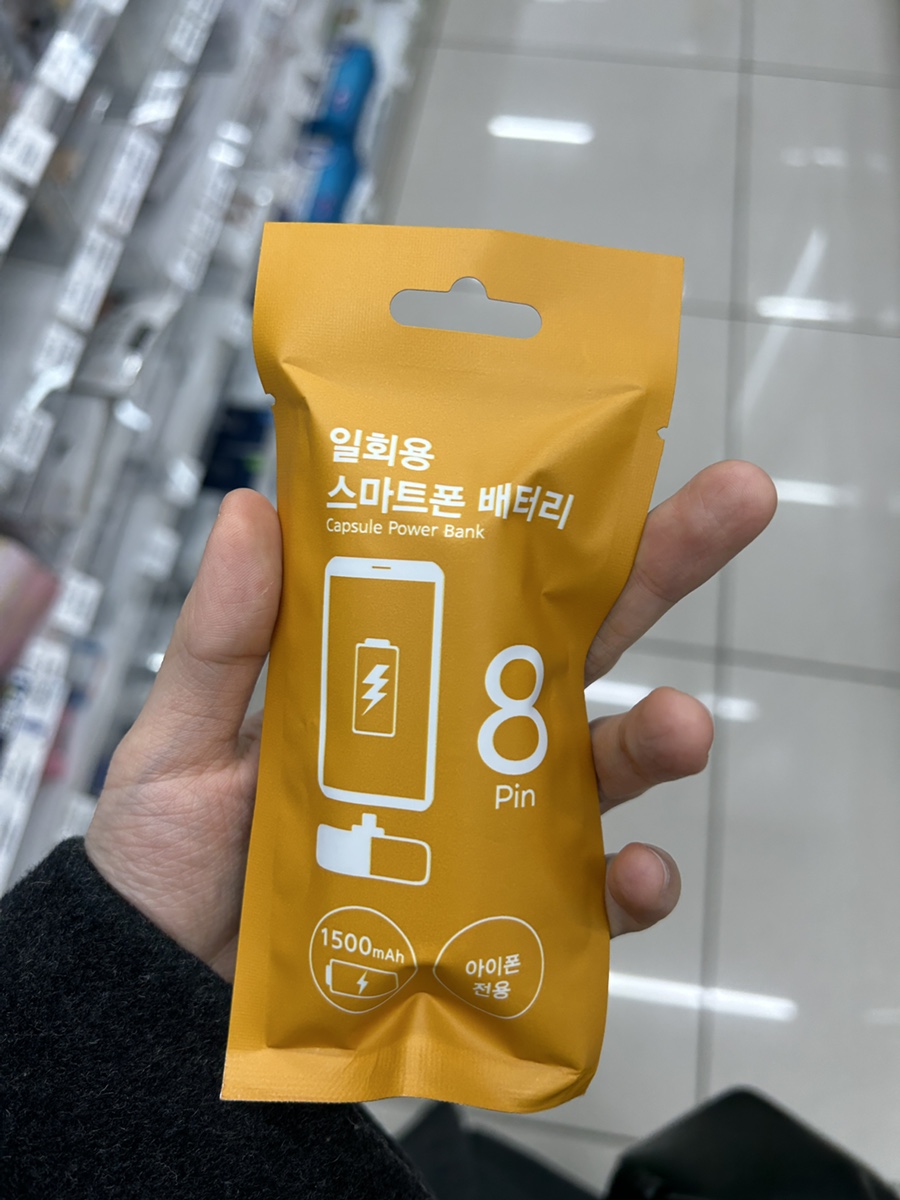 일회용
스마트폰 배터리
Capsule Power Bank
8
Pin
1500mAh
아이폰
전용